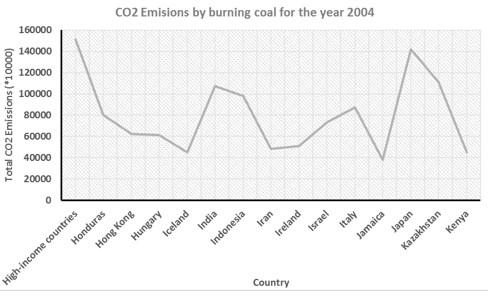 CO2 Emisions by burning coal for the year 2004
Total CO2 Emissions (*10000)
160000
140000
120000
100000
80000
60000
40000
20000
0
High-income countries
Honduras
Hong Kong
Hungary
Iceland
India
Indonesia
Iran
Ireland
Israel
Italy
Jamaica
Japan
Kazakhstan
Kenya
Country